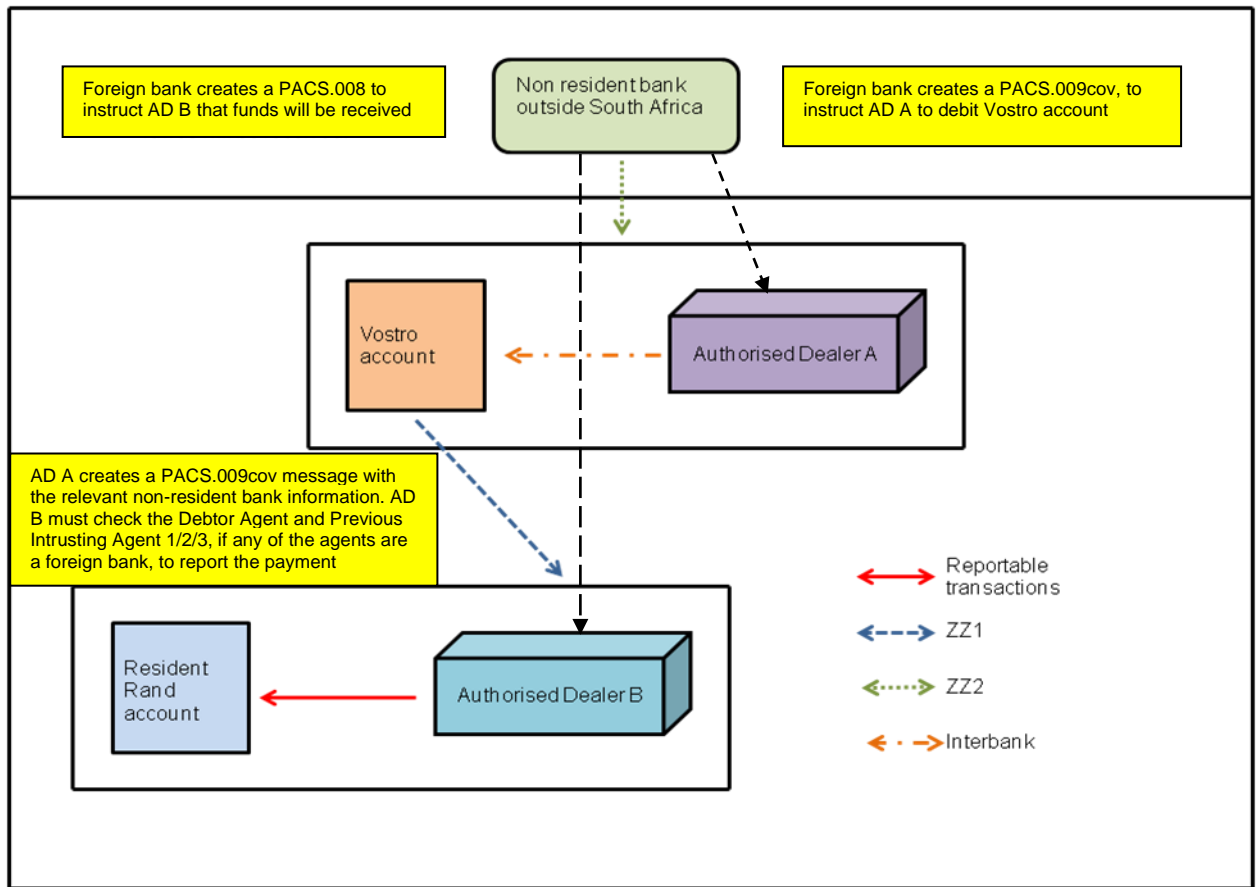 Foreign bank creates a PACS.008 to
instruct AD B that funds will be received
Non resident bank
outside South Africa
Foreign bank creates a PACS.009cov, to
instruct AD A to debit Vostro account
Vostro
account
Authorised Dealer A
AD A creates a PACS.009cov message with
the relevant non-resident bank information. AD
B must check the Debtor Agent and Previous
Intrusting Agent 1/2/3, if any of the agents are
a foreign bank, to report the payment
Resident
Rand
account
Authorised Dealer B
Reportable
transactions
ZZ1
ZZ2
Interbank